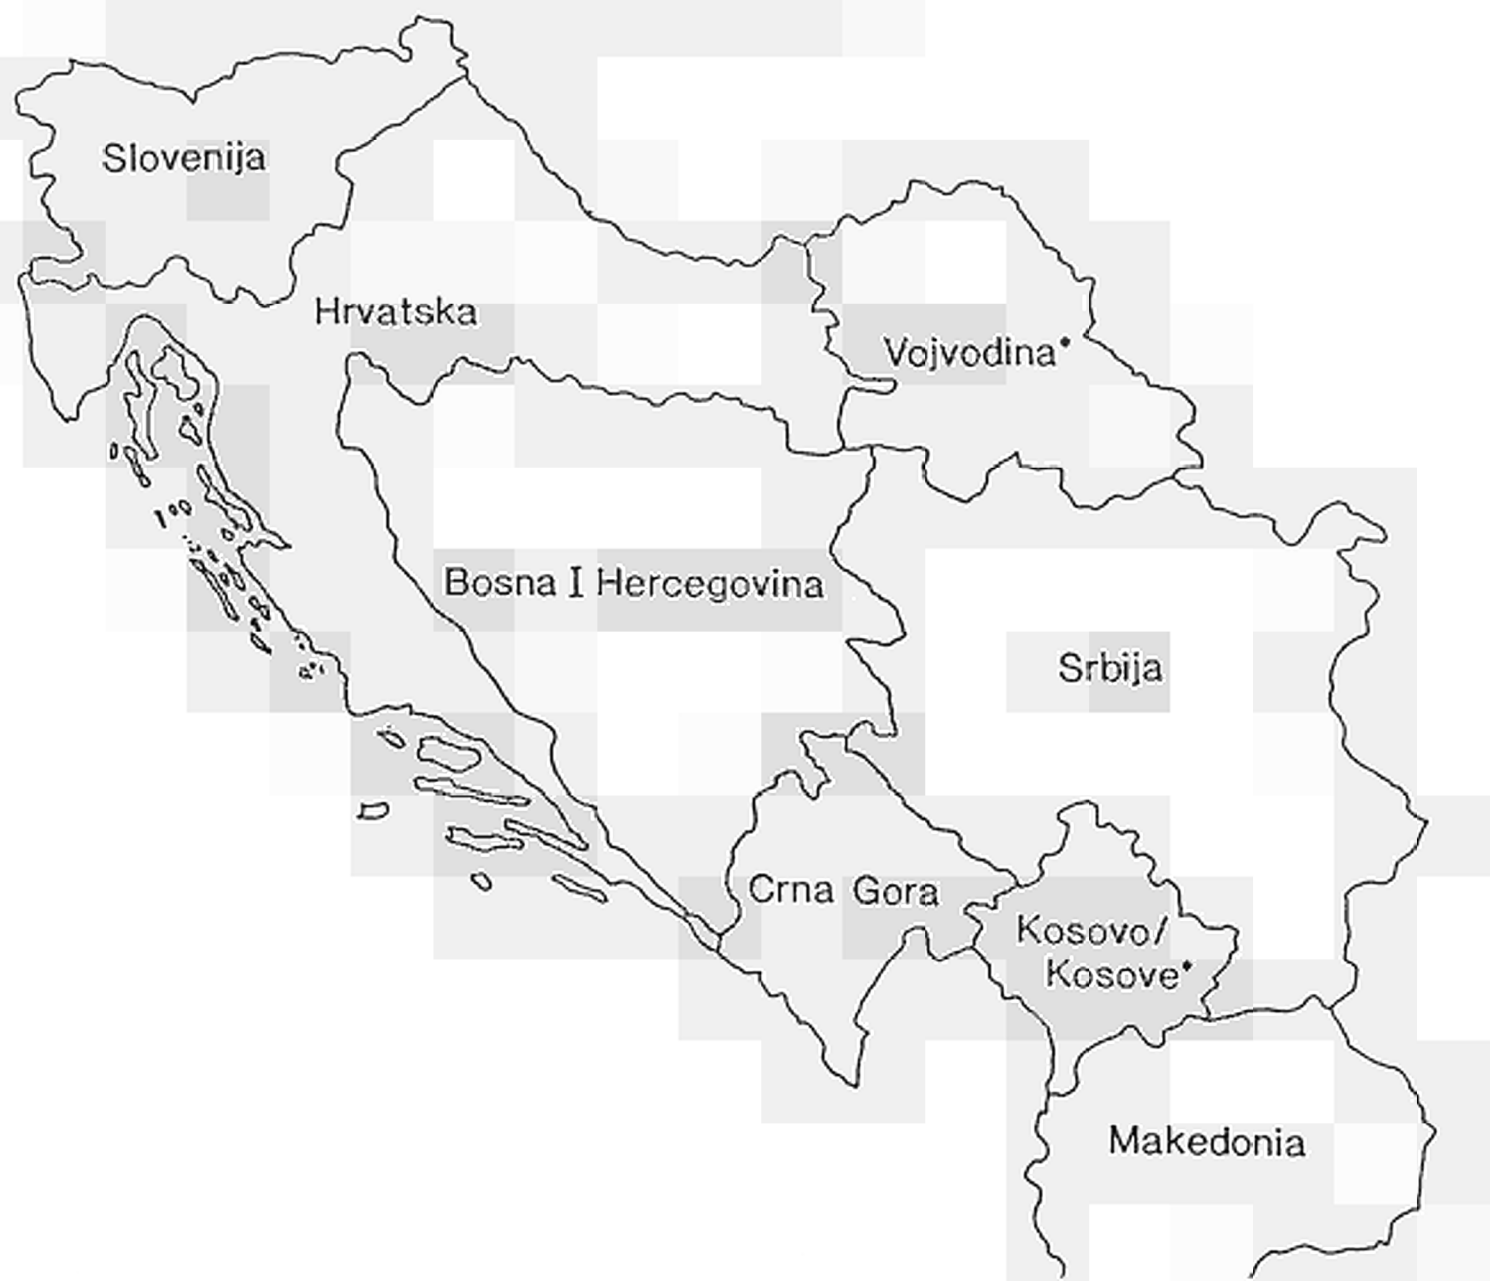 Slovenija
Hrvatska
Vojvodina•
Bosna I Hercegovina
Srbija
Crna Gora
Kosovo/
Kosove•
Makedonia